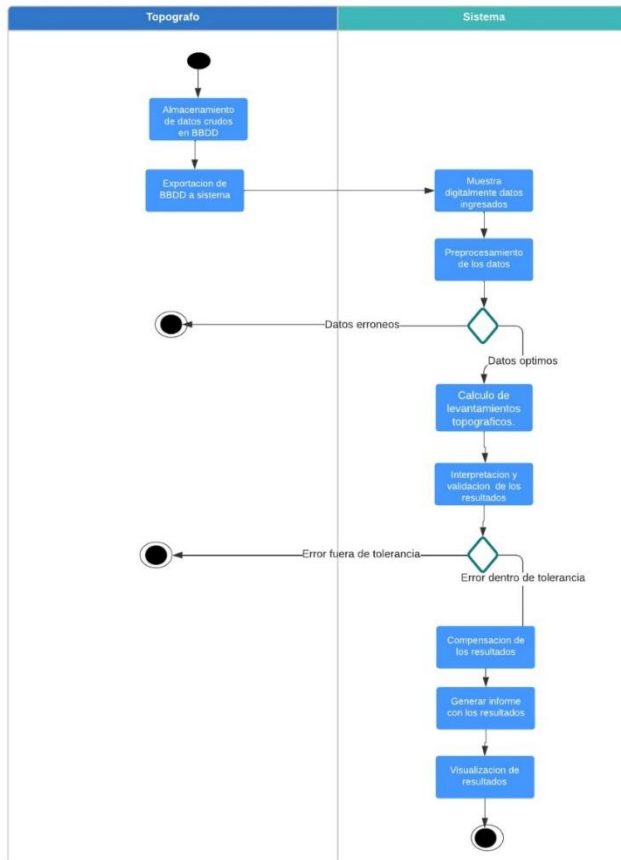 Topografo
Sistema
Almacenamiento
de datos crudos
en BBDD
Exportacion de
BBDD a sistema
Muestra
digitalmente datos
ingresados
Preprocesamiento
de los datos
Datos erroneos
Datos optimos
Calculo de
levantamientos
topograficos.
Interpretacion y
validacion de los
resultados
Error fuera de tolerancia
Error dentro de tolerancia
Compensacion de
los resultados
Generar informe
con los resultados
Visualizacion de
resultados